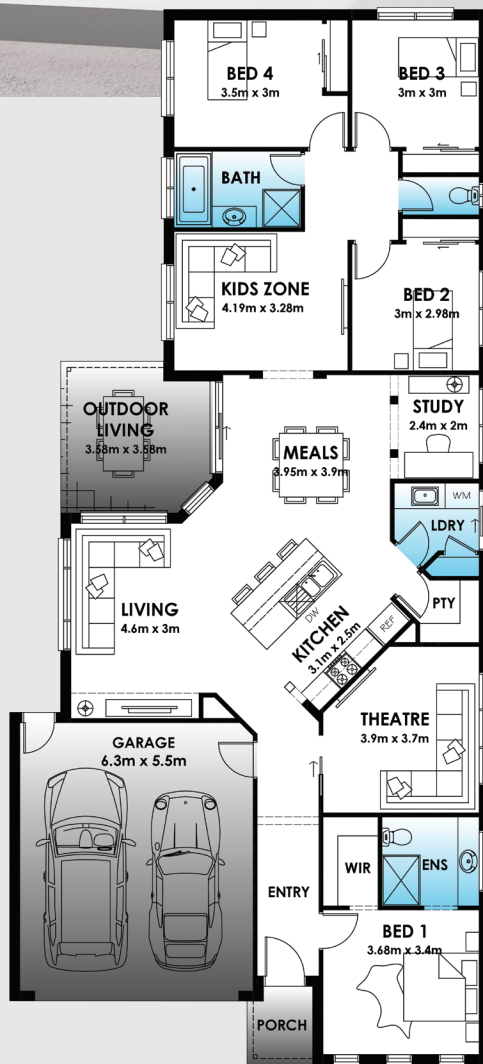 BED 4
3.5m x 3m
BED 3
3m x 3m
BATH
KIDS ZONE
4.19m x 3.28m
BED 2
3m x 2.98m
OUTDOOR
LIVING
3.58m x 3.58m
MEALS
3.95m x 3.9m
STUDY
2.4m x 2m
WM
LDRY
LIVING
4.6m x 3m
DW
KITCHEN
3.1m x 2.5m
REF
PTY
THEATRE
3.9m x 3.7m
GARAGE
6.3m x 5.5m
WIR
ENS
ENTRY
BED 1
3.68m x 3.4m
PORCH